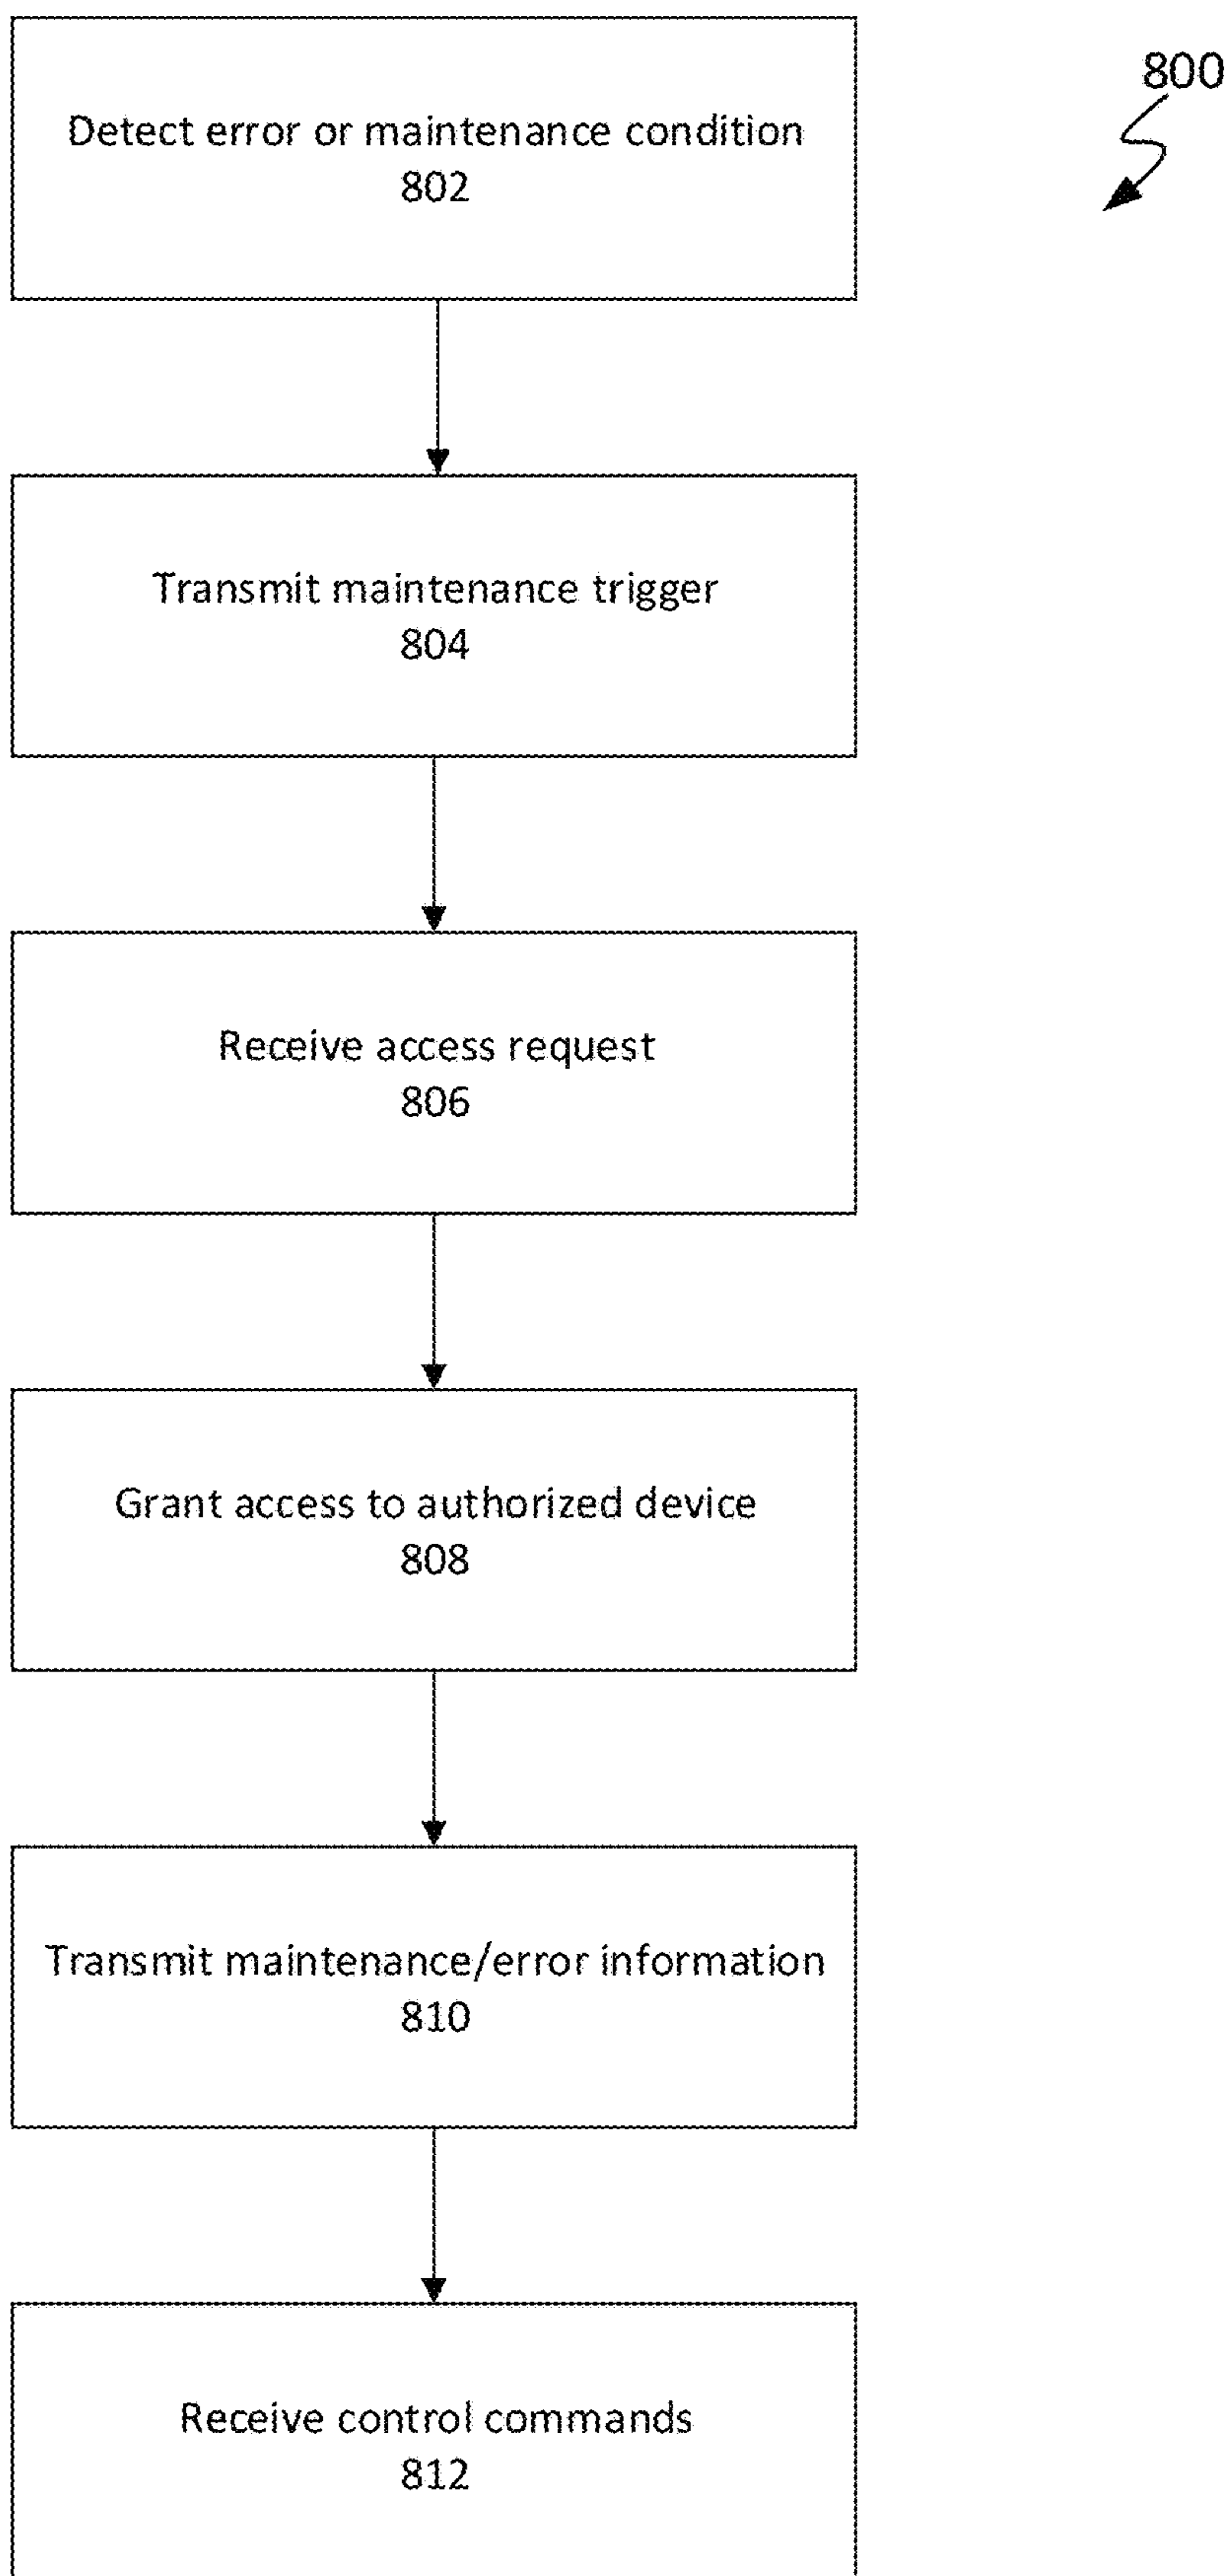 800
Detect error or maintenance condition
802
Transmit maintenance trigger
804
Receive access request
806
Grant access to authorized device
808
Transmit maintenance/error information
810
Receive control commands
812